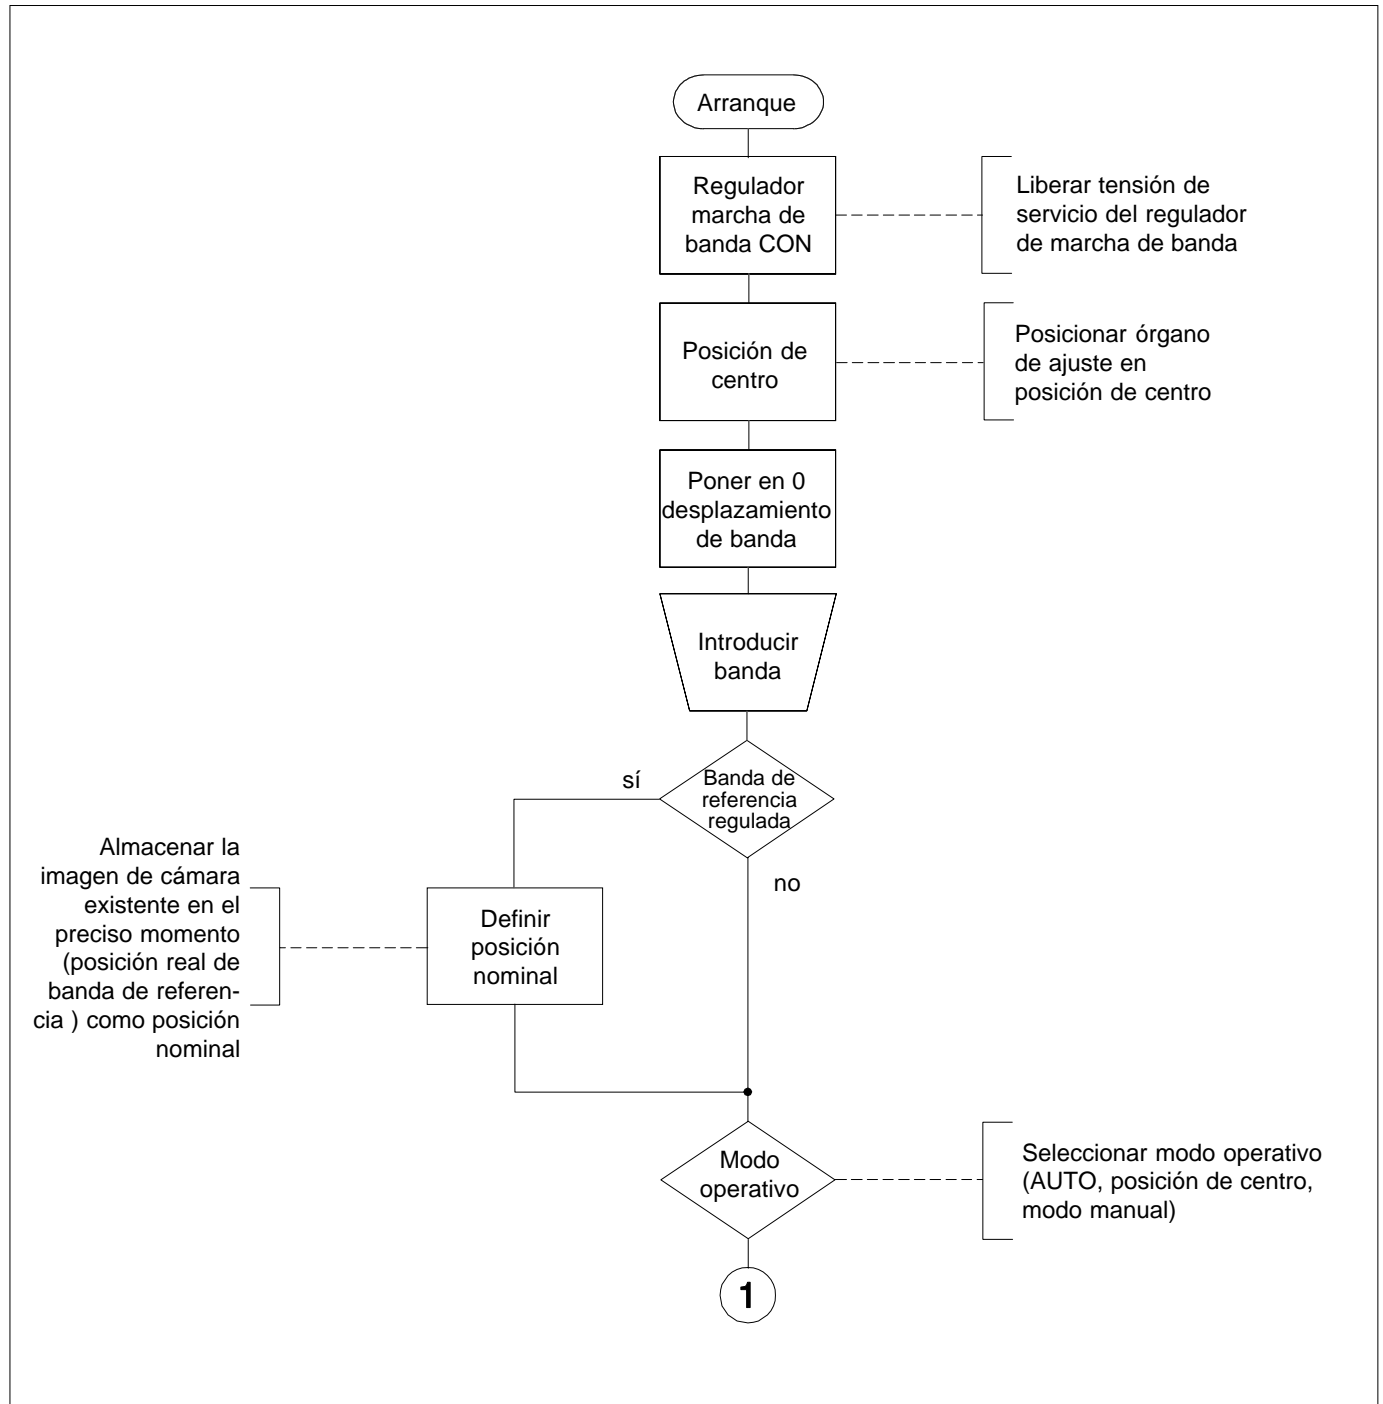 Arranque
Regulador
marcha de
banda CON
Liberar tensión de
servicio del regulador
de marcha de banda
Posición de
centro
Posicionar órgano
de ajuste en
posición de centro
Poner en 0
desplazamiento
de banda
Introducir
banda
Banda de
referencia
regulada
sí
no
Almacenar la
imagen de cámara
existente en el
preciso momento
(posición real de
banda de referen-
cia ) como posición
nominal
Definir
posición
nominal
Modo
operativo
Seleccionar modo operativo
(AUTO, posición de centro,
modo manual)
1